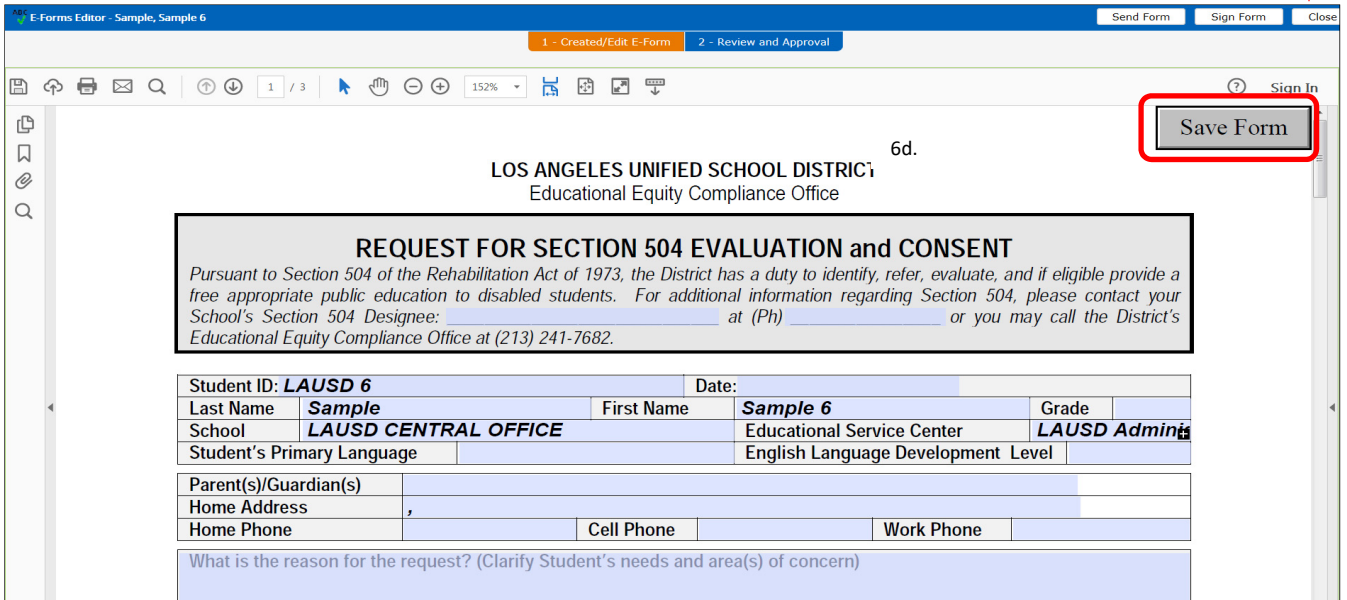 ABC
E-Forms Editor - Sample, Sample 6
Send Form Sign Form Close
1 - Created/Edit E-Form 2 - Review and Approval
1 / 3 152% Sign In
Save Form
6d.
LOS ANGELES UNIFIED SCHOOL DISTRICT
Educational Equity Compliance Office
REQUEST FOR SECTION 504 EVALUATION and CONSENT
Pursuant to Section 504 of the Rehabilitation Act of 1973, the District has a duty to identify, refer, evaluate, and if eligible provide a
free appropriate public education to disabled students. For additional information regarding Section 504, please contact your
School's Section 504 Designee: at (Ph) or you may call the District's
Educational Equity Compliance Office at (213) 241-7682.
Student ID: LAUSD 6 Date:
Last Name Sample First Name Sample 6 Grade
School LAUSD CENTRAL OFFICE Educational Service Center LAUSD Adminis
Student's Primary Language English Language Development Level
Parent(s)/Guardian(s)
Home Address ,
Home Phone Cell Phone Work Phone
What is the reason for the request? (Clarify Student's needs and area(s) of concern)